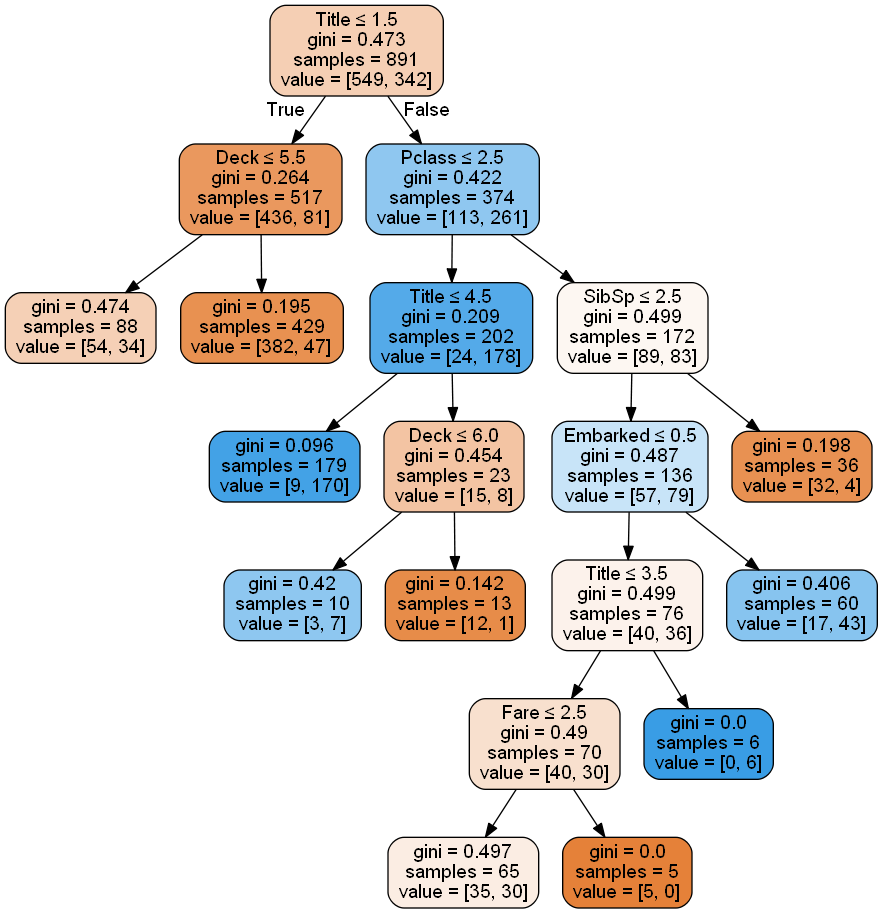 Title ≤ 1.5
gini = 0.473
samples = 891
value = [549, 342]
True
False
Deck ≤ 5.5
gini = 0.264
samples = 517
value = [436, 81]
Pclass ≤ 2.5
gini = 0.422
samples = 374
value = [113, 261]
gini = 0.474
samples = 88
value = [54, 34]
gini = 0.195
samples = 429
value = [382, 47]
Title ≤ 4.5
gini = 0.209
samples = 202
value = [24, 178]
SibSp ≤ 2.5
gini = 0.499
samples = 172
value = [89, 83]
gini = 0.096
samples = 179
value = [9, 170]
Deck ≤ 6.0
gini = 0.454
samples = 23
value = [15, 8]
Embarked ≤ 0.5
gini = 0.487
samples = 136
value = [57, 79]
gini = 0.198
samples = 36
value = [32, 4]
gini = 0.42
samples = 10
value = [3, 7]
gini = 0.142
samples = 13
value = [12, 1]
Title ≤ 3.5
gini = 0.499
samples = 76
value = [40, 36]
gini = 0.406
samples = 60
value = [17, 43]
Fare ≤ 2.5
gini = 0.49
samples = 70
value = [40, 30]
gini = 0.0
samples = 6
value = [0, 6]
gini = 0.497
samples = 65
value = [35, 30]
gini = 0.0
samples = 5
value = [5, 0]